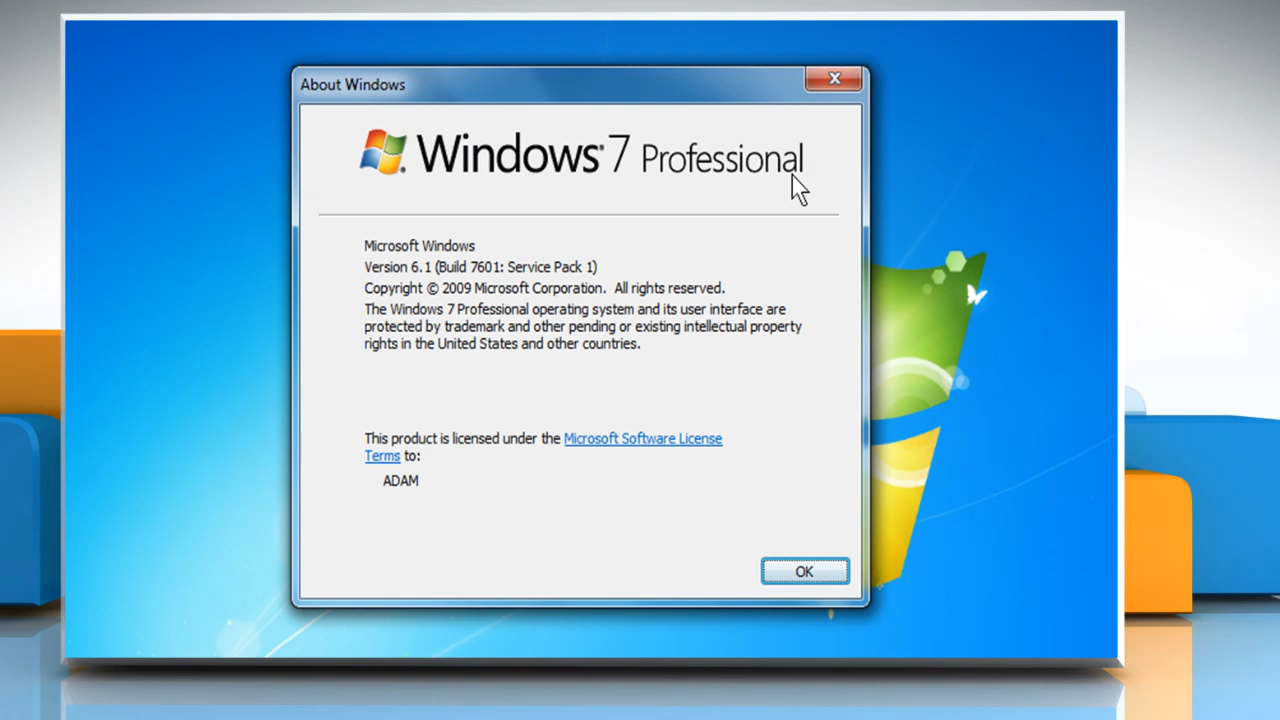 About Windows
Windows® 7 Professional
Microsoft Windows
Version 6.1 (Build 7601: Service Pack 1)
Copyright © 2009 Microsoft Corporation. All rights reserved.
The Windows 7 Professional operating system and its user interface are
protected by trademark and other pending or existing intellectual property
rights in the United States and other countries.
This product is licensed under the Microsoft Software License
Terms to:
ADAM
OK